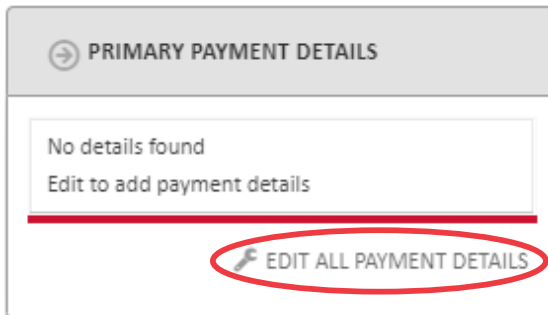 PRIMARY PAYMENT DETAILS
No details found
Edit to add payment details
EDIT ALL PAYMENT DETAILS